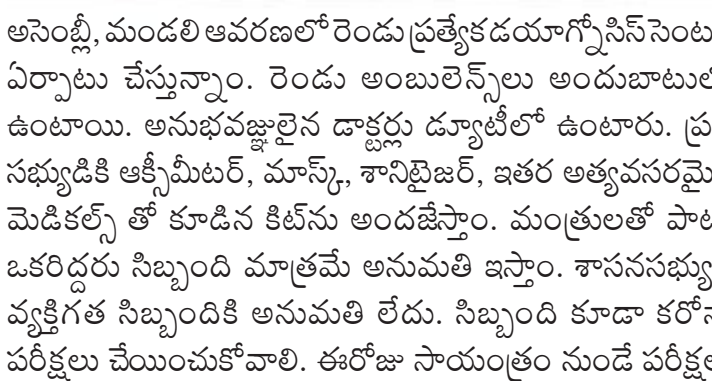 అసెంబ్లీ, మండలి ఆవరణలో రెండు ప్రత్యేక డయాగ్నోసిస్ సెంట
ఏర్పాటు చేస్తున్నాం. రెండు అంబులెన్స్‌లు అందుబాటుల
ఉంటాయి. అనుభవజ్ఞులైన డాక్టర్లు డ్యూటీలో ఉంటారు. ప్ర
సభ్యుడికి ఆక్సీమీటర్, మాస్క్, శానిటైజర్, ఇతర అత్యవసరమై
మెడికల్స్ తో కూడిన కిట్‌ను అందజేస్తాం. మంత్రులతో పాట
ఒకరిద్దరు సిబ్బంది మాత్రమే అనుమతి ఇస్తాం. శాసనసభ్యు
వ్యక్తిగత సిబ్బందికి అనుమతి లేదు. సిబ్బంది కూడా కరోన
పరీక్షలు చేయించుకోవాలి. ఈరోజు సాయంత్రం నుండే పరీక్షల